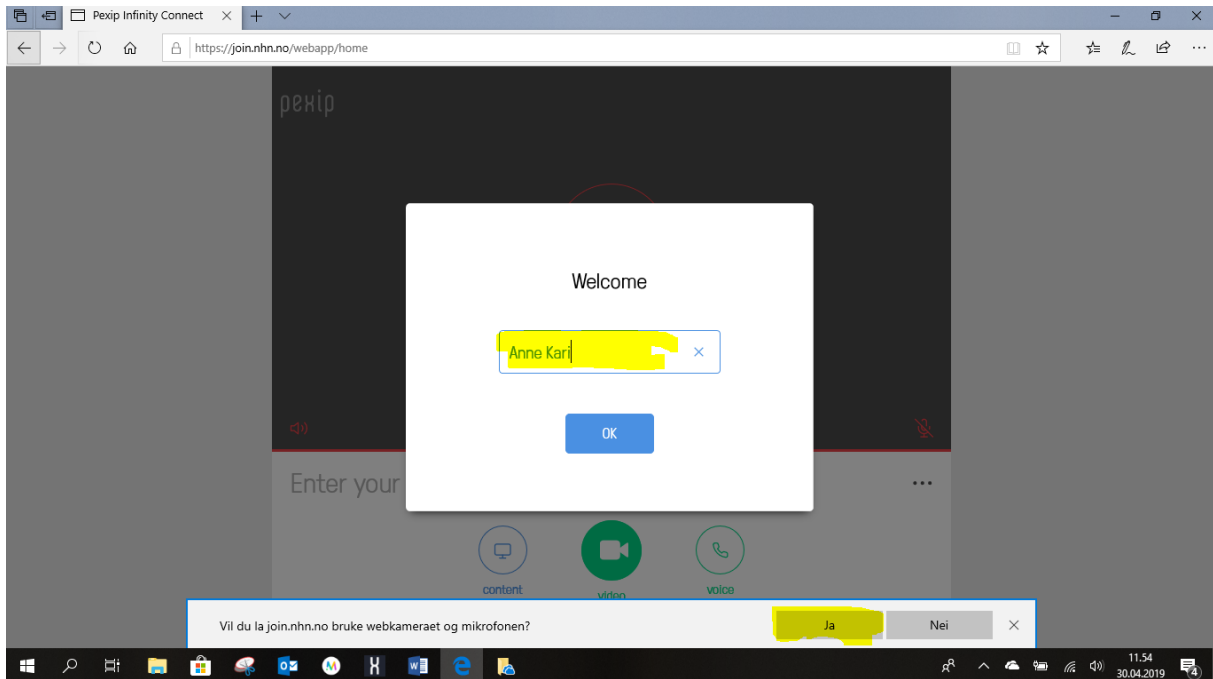 Pexip Infinity Connect
https://join.nhn.no/webapp/home
pexip
Welcome
Anne Kari
OK
Enter your
content
video
voice
Vil du la join.nhn.no bruke webkameraet og mikrofonen?
Ja
Nei
11.54
30.04.2019
4